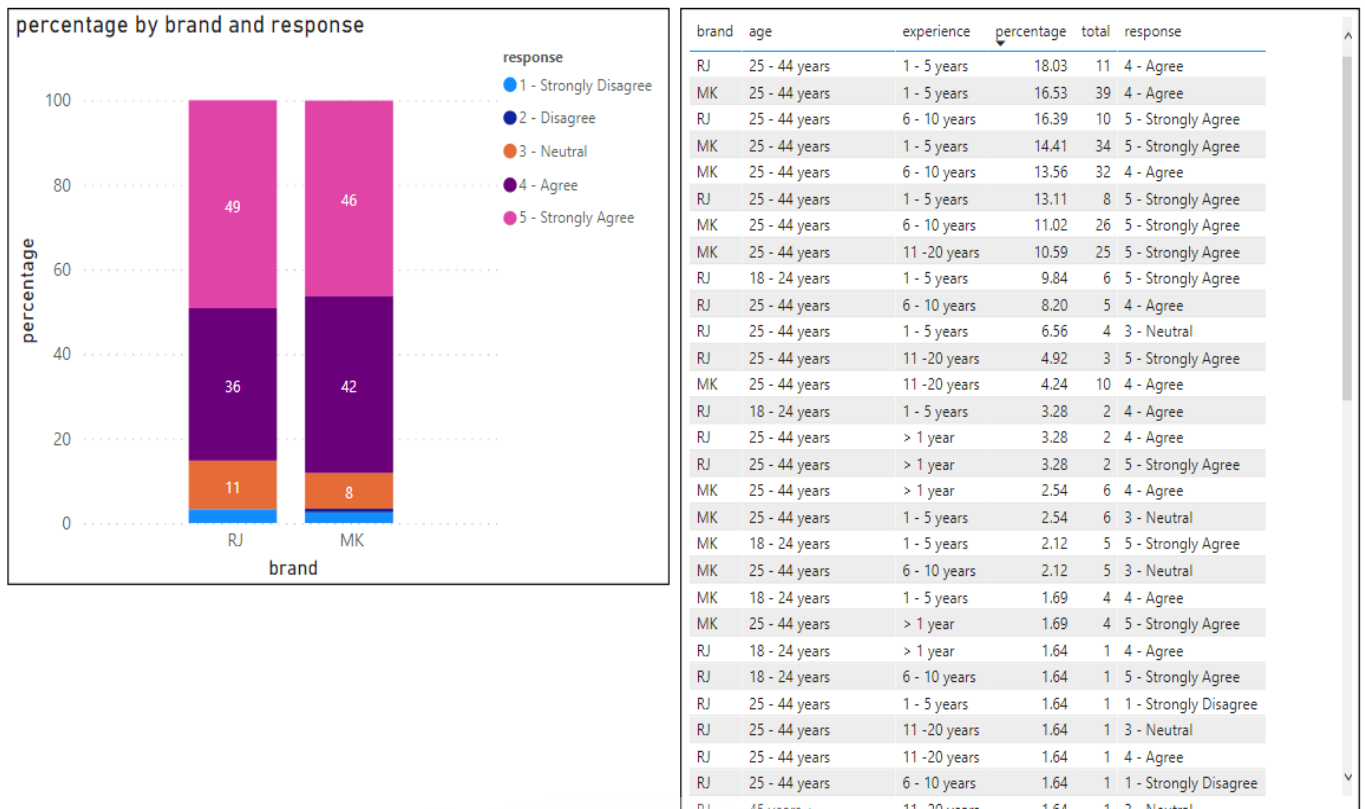 percentage by brand and response
response
1 - Strongly Disagree
2 - Disagree
3 - Neutral
4 - Agree
5 - Strongly Agree
percentage
100
80
60
40
20
0
49
46
36
42
11
8
RJ MK
brand
brand age experience percentage total response
RJ 25 - 44 years 1 - 5 years 18.03 11 4 - Agree
MK 25 - 44 years 1 - 5 years 16.53 39 4 - Agree
RJ 25 - 44 years 6 - 10 years 16.39 10 5 - Strongly Agree
MK 25 - 44 years 1 - 5 years 14.41 34 5 - Strongly Agree
MK 25 - 44 years 6 - 10 years 13.56 32 4 - Agree
RJ 25 - 44 years 1 - 5 years 13.11 8 5 - Strongly Agree
MK 25 - 44 years 6 - 10 years 11.02 26 5 - Strongly Agree
MK 25 - 44 years 11 -20 years 10.59 25 5 - Strongly Agree
RJ 18 - 24 years 1 - 5 years 9.84 6 5 - Strongly Agree
RJ 25 - 44 years 6 - 10 years 8.20 5 4 - Agree
RJ 25 - 44 years 1 - 5 years 6.56 4 3 - Neutral
RJ 25 - 44 years 11 -20 years 4.92 3 5 - Strongly Agree
MK 25 - 44 years 11 -20 years 4.24 10 4 - Agree
RJ 18 - 24 years 1 - 5 years 3.28 2 4 - Agree
RJ 25 - 44 years > 1 year 3.28 2 4 - Agree
RJ 25 - 44 years > 1 year 3.28 2 5 - Strongly Agree
MK 25 - 44 years > 1 year 2.54 6 4 - Agree
MK 25 - 44 years 1 - 5 years 2.54 6 3 - Neutral
MK 18 - 24 years 1 - 5 years 2.12 5 5 - Strongly Agree
MK 25 - 44 years 6 - 10 years 2.12 5 3 - Neutral
MK 18 - 24 years 1 - 5 years 1.69 4 4 - Agree
MK 25 - 44 years > 1 year 1.69 4 5 - Strongly Agree
RJ 18 - 24 years > 1 year 1.64 1 4 - Agree
RJ 18 - 24 years 6 - 10 years 1.64 1 5 - Strongly Agree
RJ 25 - 44 years 1 - 5 years 1.64 1 1 - Strongly Disagree
RJ 25 - 44 years 11 -20 years 1.64 1 3 - Neutral
RJ 25 - 44 years 11 -20 years 1.64 1 4 - Agree
RJ 25 - 44 years 6 - 10 years 1.64 1 1 - Strongly Disagree